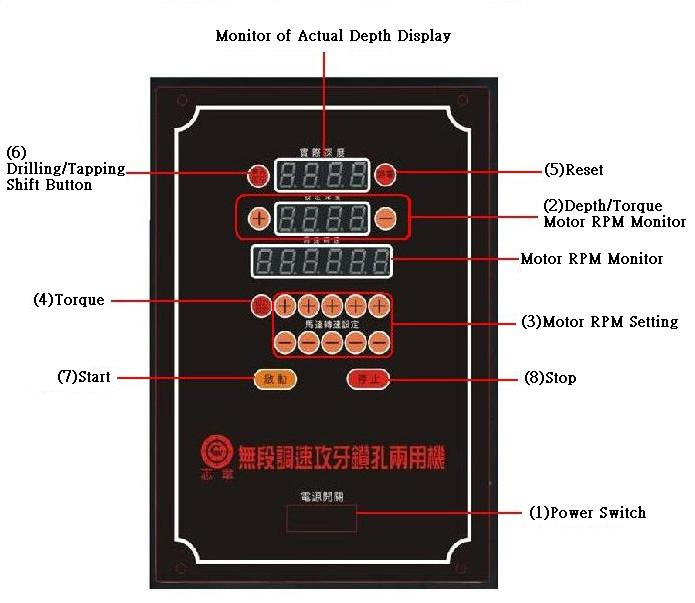 Monitor of Actual Depth Display
實際深度
(6)
Drilling/Tapping
Shift Button
(5)Reset
(2)Depth/Torque
Motor RPM Monitor
Motor RPM Monitor
(4)Torque
馬達轉速設定
(3)Motor RPM Setting
(7)Start
啟動
停止
(8)Stop
無段調速攻牙鑽孔兩用機
電源開關
(1)Power Switch